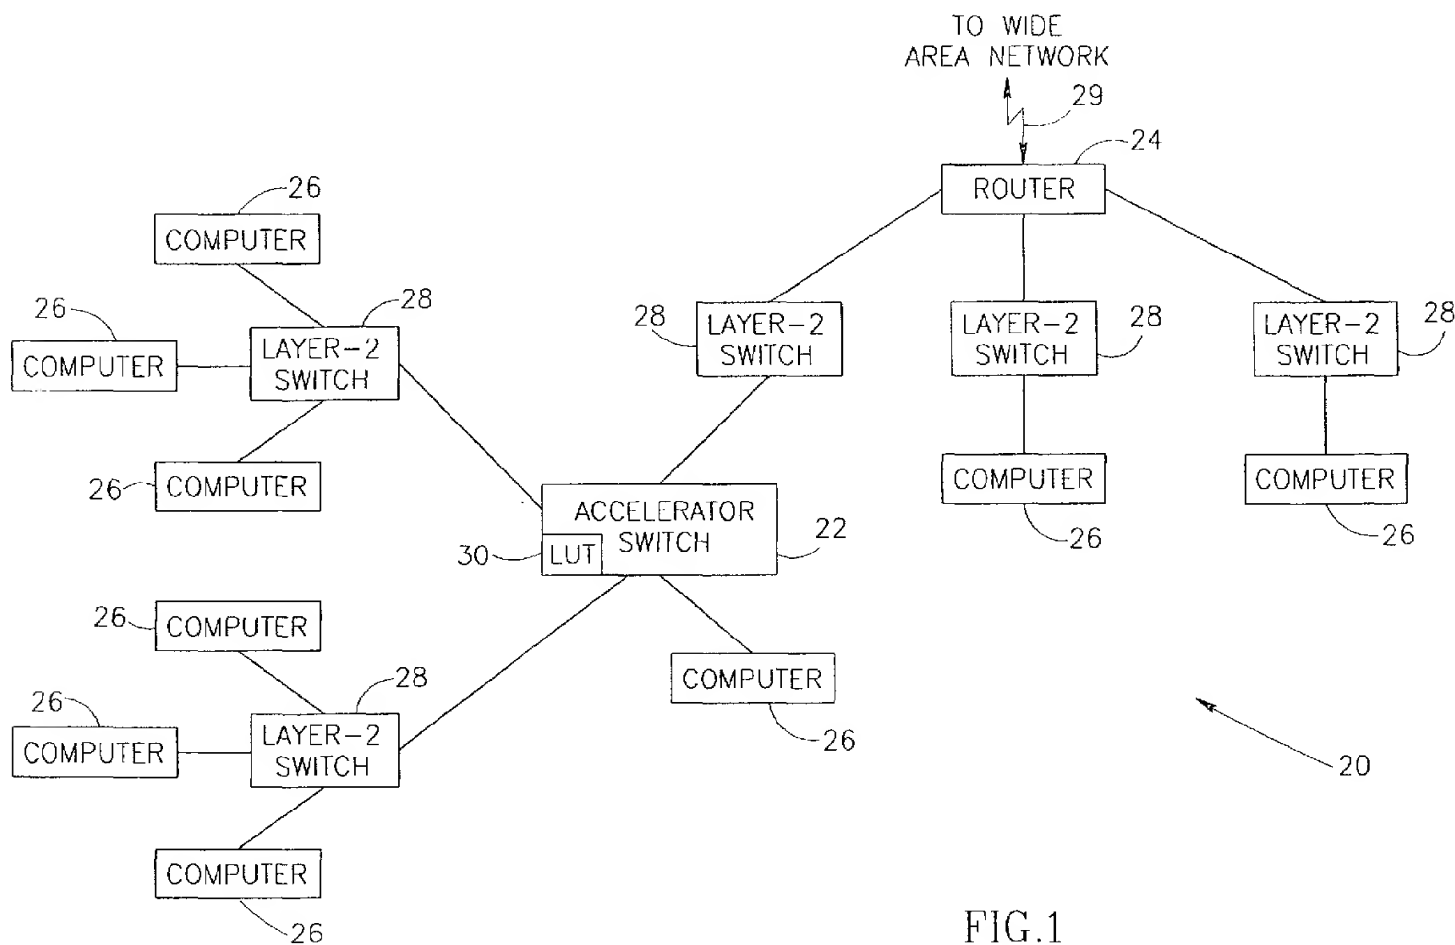 TO WIDE
AREA NETWORK
29
24
ROUTER
26
COMPUTER
26
28
COMPUTER
LAYER-2
SWITCH
26
COMPUTER
28
LAYER-2
SWITCH
LAYER-2
SWITCH
28
LAYER-2
SWITCH
28
COMPUTER
26
COMPUTER
26
ACCELERATOR
SWITCH
22
30
LUT
26
COMPUTER
26
28
COMPUTER
LAYER-2
SWITCH
COMPUTER
26
COMPUTER
26
20
FIG.1